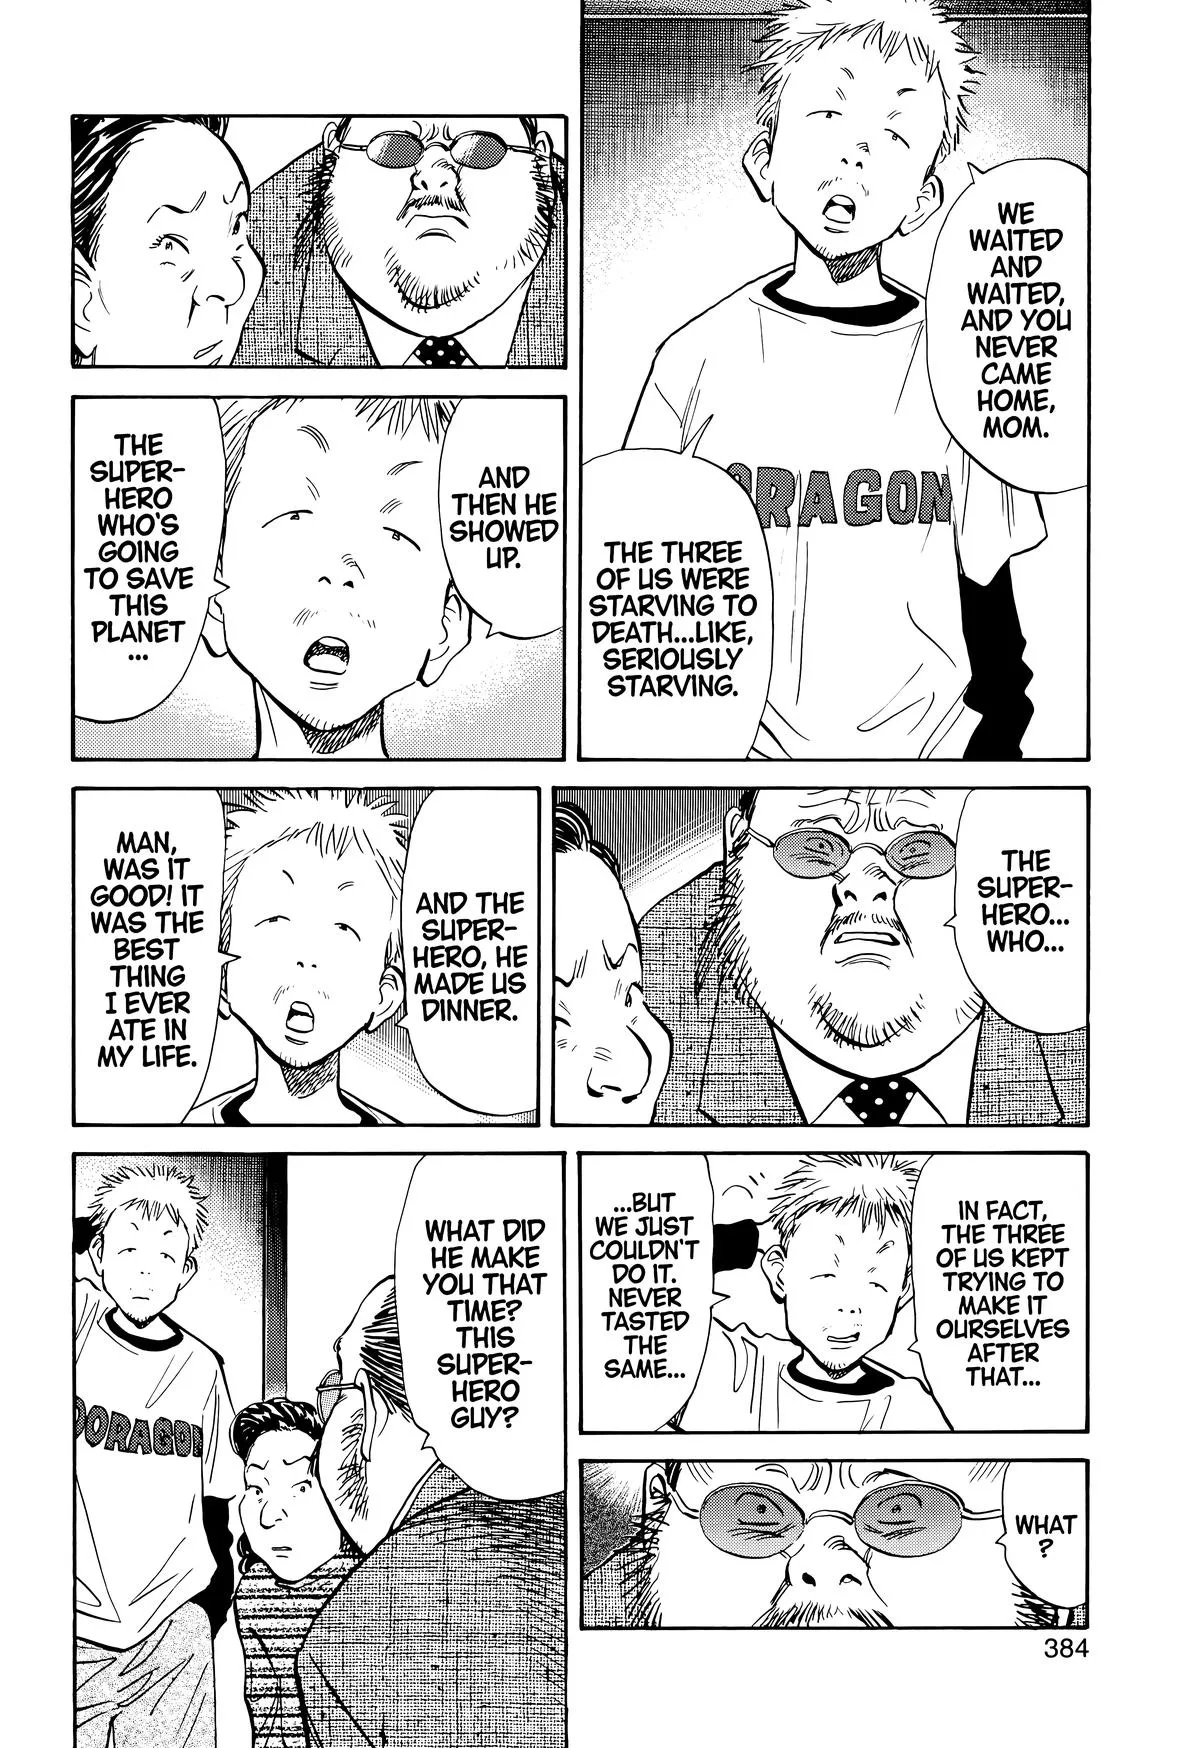 WE
WAITED
AND
WAITED,
AND YOU
NEVER
CAME
HOME,
MOM.
DORAGON
THE THREE
OF US WERE
STARVING TO
DEATH...LIKE,
SERIOUSLY
STARVING.
AND
THEN HE
SHOWED
UP.
THE
SUPER-
HERO
WHO'S
GOING
TO SAVE
THIS
PLANET
...
THE
SUPER-
HERO...
WHO...
AND THE
SUPER-
HERO, HE
MADE US
DINNER.
MAN,
WAS IT
GOOD! IT
WAS THE
BEST
THING
I EVER
ATE IN
MY LIFE.
IN FACT,
THE THREE
OF US KEPT
TRYING TO
MAKE IT
OURSELVES
AFTER
THAT...
...BUT
WE JUST
COULDN'T
DO IT.
NEVER
TASTED
THE
SAME...
WHAT
?
WHAT DID
HE MAKE
YOU THAT
TIME?
THIS
SUPER-
HERO
GUY?
DORAGON
384